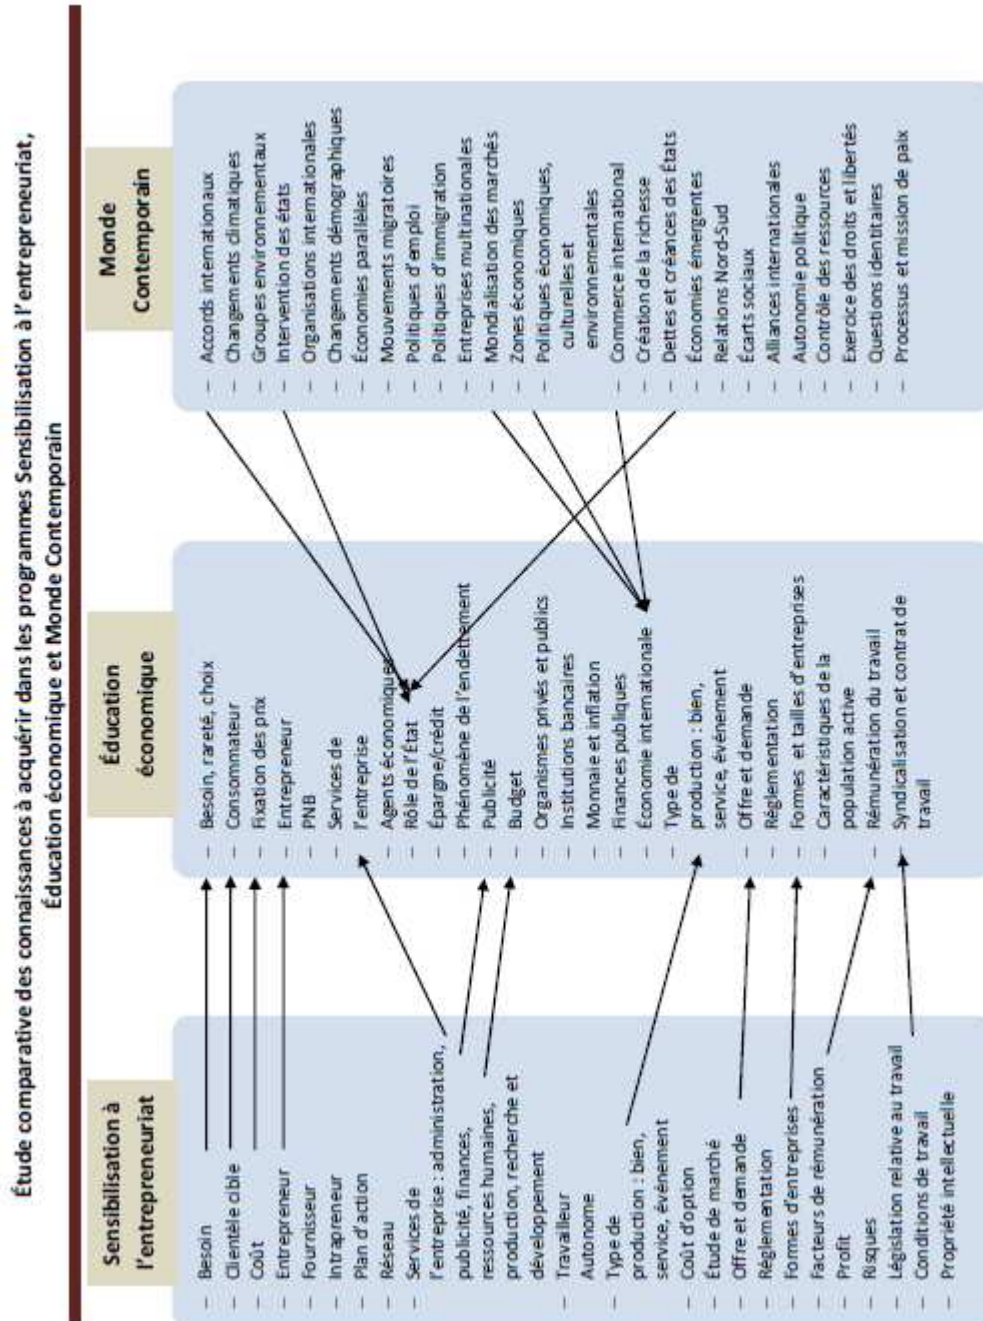 Étude comparative des connaissances à acquérir dans les programmes Sensibilisation à l'entrepreneuriat,
Éducation économique et Monde Contemporain
Sensibilisation à
l'entrepreneuriat
– Besoin
– Clientèle cible
– Coût
– Entrepreneur
– Fournisseur
– Intrapreneur
– Plan d'action
– Réseau
– Services de
l'entreprise : administration,
publicité, finances,
ressources humaines,
production, recherche et
développement
– Travailleur
Autonome
– Type de
production : bien,
service, événement
– Coût d'option
– Étude de marché
– Offre et demande
– Règlementation
– Formes d'entreprises
– Facteurs de rémunération
– Profit
– Risques
– Législation relative au travail
– Conditions de travail
– Propriété intellectuelle
Éducation
économique
– Besoin, rareté, choix
– Consommateur
– Fixation des prix
– Entrepreneur
– PNB
– Services de
l'entreprise
– Agents économiques
– Rôle de l'État
– Épargne/crédit
– Phénomène de l'endettement
– Publicité
– Budget
– Organismes privés et publics
– Institutions bancaires
– Monnaie et inflation
– Finances publiques
– Économie internationale
– Type de
production : bien,
service, événement
– Offre et demande
– Règlementation
– Formes et tailles d'entreprises
– Caractéristiques de la
population active
– Rémunération du travail
– Syndicalisation et contrat de
travail
Monde
Contemporain
– Accords internationaux
– Changements climatiques
– Groupes environnementaux
– Intervention des états
– Organisations internationales
– Changements démographiques
– Économies parallèles
– Mouvements migratoires
– Politiques d'emploi
– Politiques d'immigration
– Entreprises multinationales
– Mondialisation des marchés
– Zones économiques
– Politiques économiques,
culturelles et
environnementales
– Commerce international
– Création de la richesse
– Dettes et créances des États
– Économies émergentes
– Relations Nord-Sud
– Écarts sociaux
– Alliances internationales
– Autonomie politique
– Contrôle des ressources
– Exercice des droits et libertés
– Questions identitaires
– Processus et mission de paix